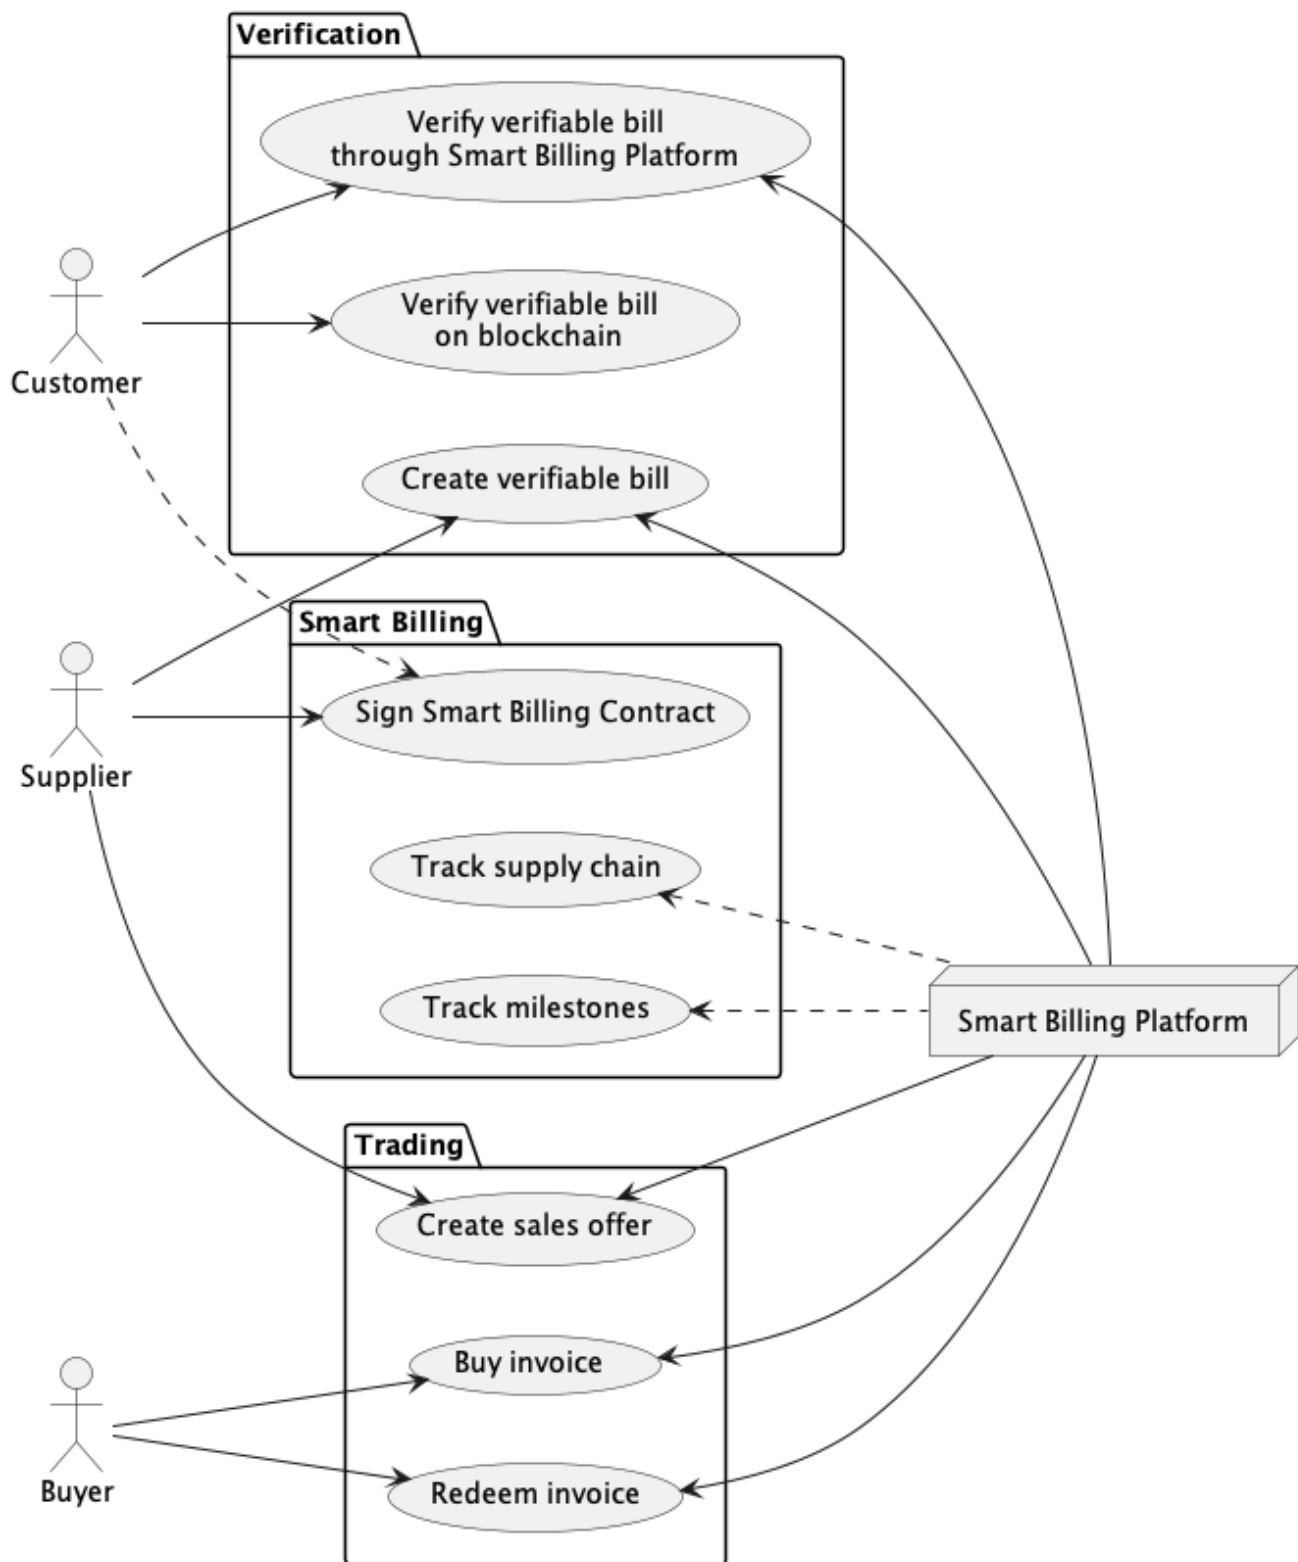 Verification
Verify verifiable bill
through Smart Billing Platform
Verify verifiable bill
on blockchain
Customer
Create verifiable bill
Smart Billing
Sign Smart Billing Contract
Supplier
Track supply chain
Track milestones
Smart Billing Platform
Trading
Create sales offer
Buy invoice
Buyer
Redeem invoice